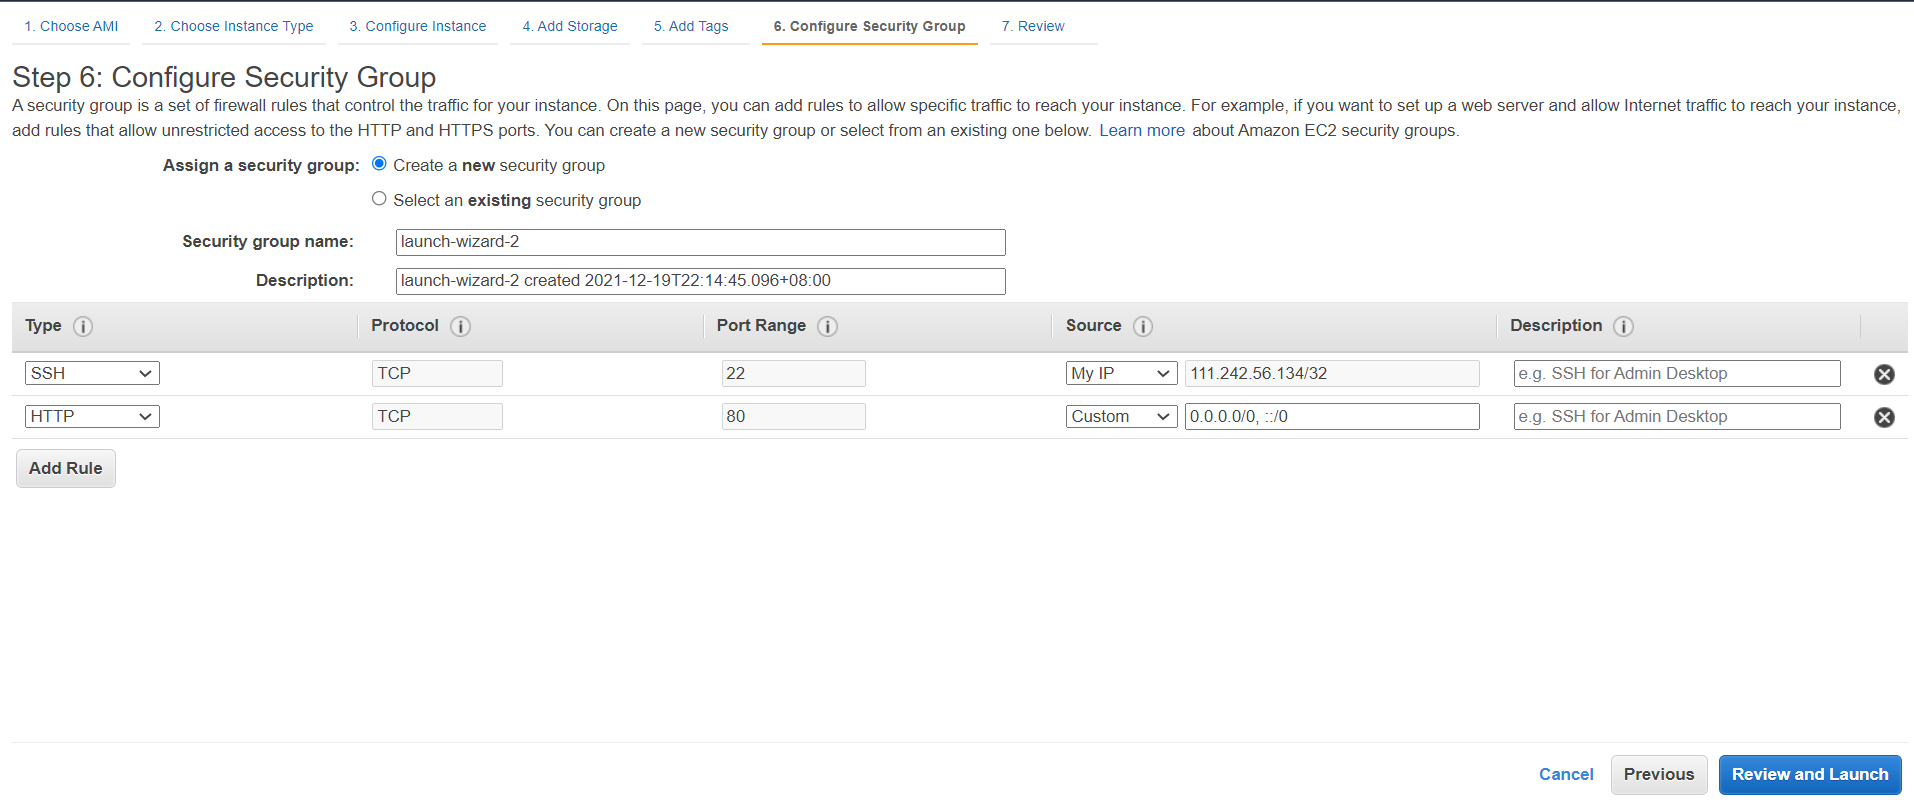 1. Choose AMI 2. Choose Instance Type 3. Configure Instance 4. Add Storage 5. Add Tags 6. Configure Security Group 7. Review
Step 6: Configure Security Group
A security group is a set of firewall rules that control the traffic for your instance. On this page, you can add rules to allow specific traffic to reach your instance. For example, if you want to set up a web server and allow Internet traffic to reach your instance,
add rules that allow unrestricted access to the HTTP and HTTPS ports. You can create a new security group or select from an existing one below. Learn more about Amazon EC2 security groups.
Assign a security group: Create a new security group
Select an existing security group
Security group name: launch-wizard-2
Description: launch-wizard-2 created 2021-12-19T22:14:45.096+08:00
Type i Protocol i Port Range i Source i Description i
SSH TCP 22 My IP 111.242.56.134/32 e.g. SSH for Admin Desktop
HTTP TCP 80 Custom 0.0.0.0/0, ::/0 e.g. SSH for Admin Desktop
Add Rule
Cancel Previous Review and Launch